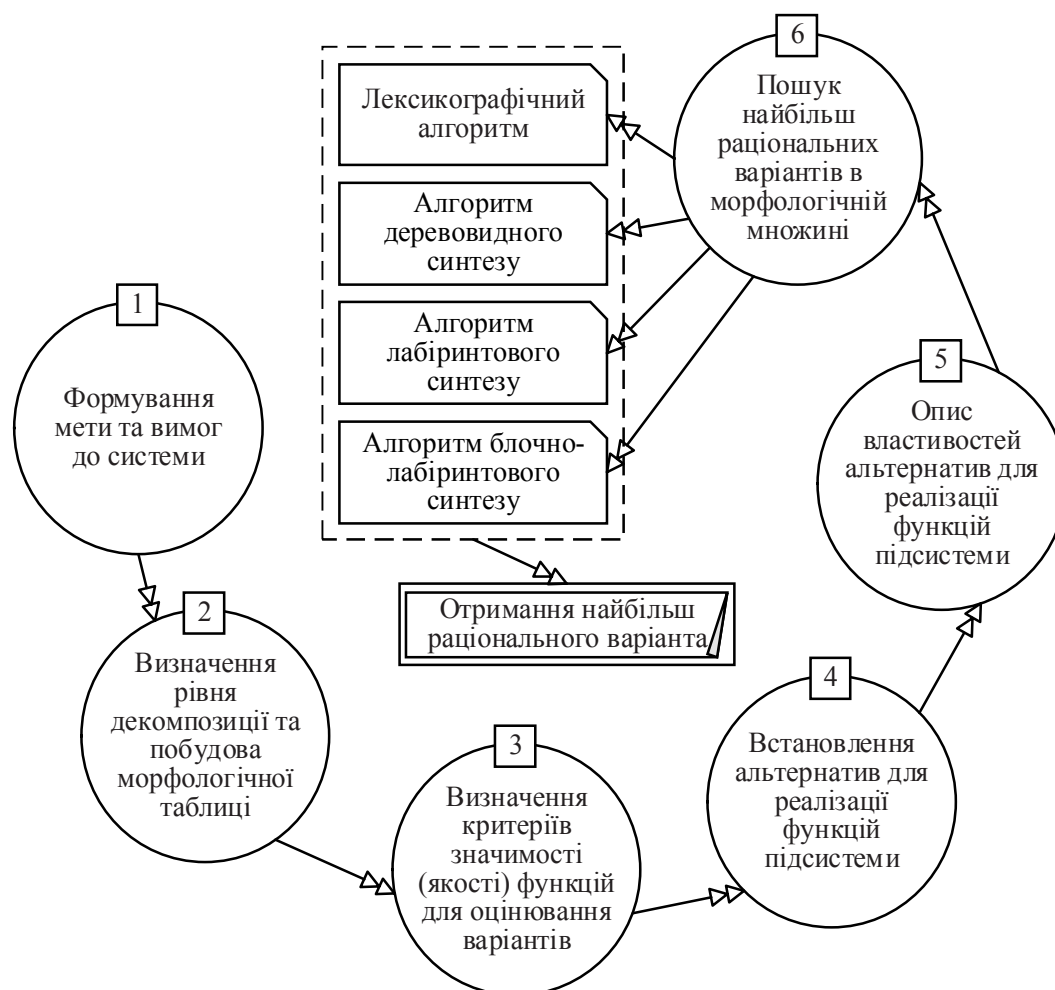 1
Формування
мети та вимог
до системи
2
Визначення
рівня
декомпозиції та
побудова
морфологічної
таблиці
3
Визначення
критеріїв
значимості
(якості) функцій
для оцінювання
варіантів
4
Встановлення
альтернатив для
реалізації
функцій
підсистеми
5
Опис
властивостей
альтернатив для
реалізації
функцій
підсистеми
6
Пошук
найбільш
раціональних
варіантів в
морфологічній
множині
Лексикографічний
алгоритм
Алгоритм
деревовидного
синтезу
Алгоритм
лабіринтового
синтезу
Алгоритм блочно-
лабіринтового
синтезу
Отримання найбільш
раціонального варіанта